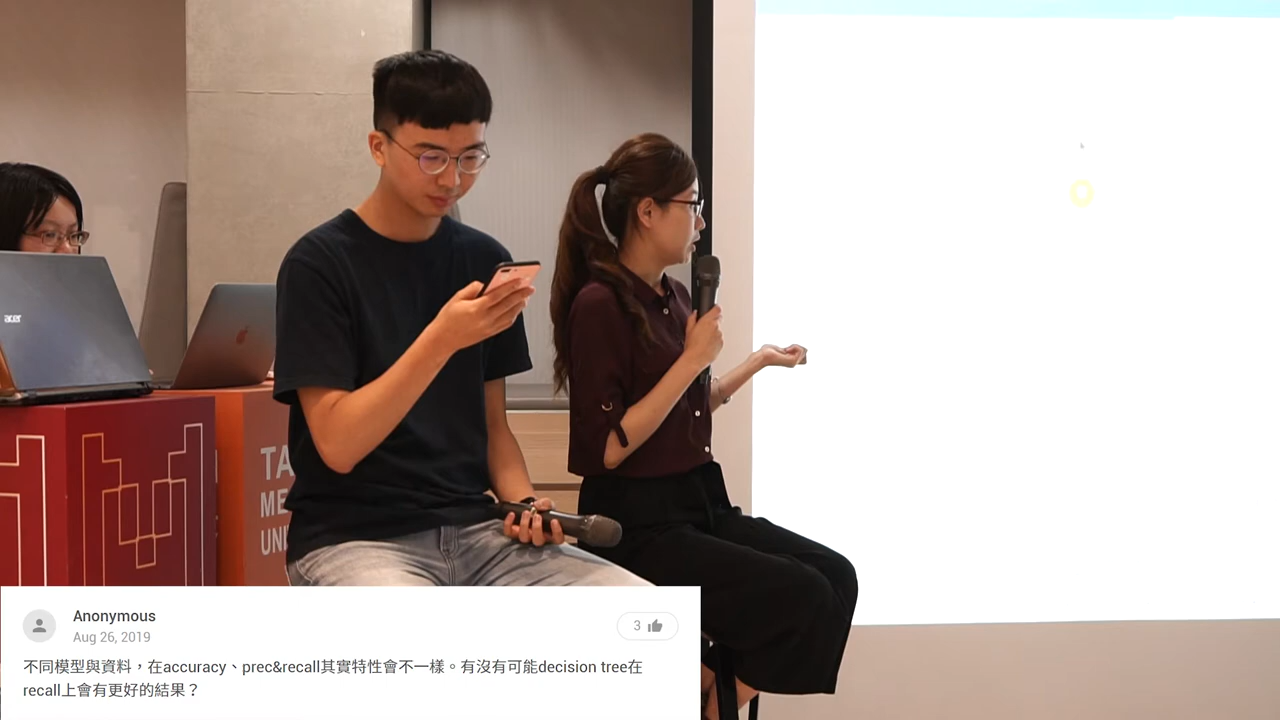 acer
TA
ME
UNI
Anonymous
Aug 26, 2019
3
不同模型與資料，在accuracy、prec&recall其實特性會不一樣。有沒有可能decision tree在
recall上會有更好的結果？